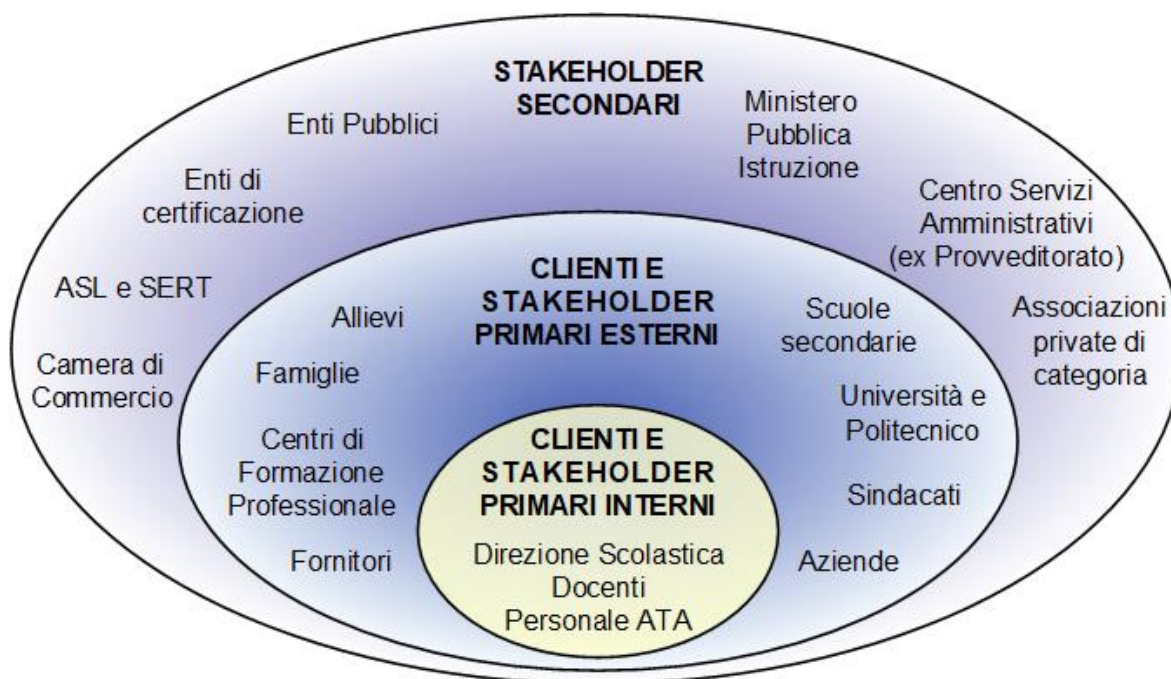 STAKEHOLDER
SECONDARI
Enti Pubblici
Ministero
Pubblica
Istruzione
Enti di
certificazione
Centro Servizi
Amministrativi
(ex Provveditorato)
ASL e SERT
Associazioni
private di
categoria
Camera di
Commercio
CLIENTI E
STAKEHOLDER
PRIMARI ESTERNI
Allievi
Scuole
secondarie
Famiglie
Università e
Politecnico
Centri di
Formazione
Professionale
Sindacati
Fornitori
Aziende
CLIENTI E
STAKEHOLDER
PRIMARI INTERNI
Direzione Scolastica
Docenti
Personale ATA